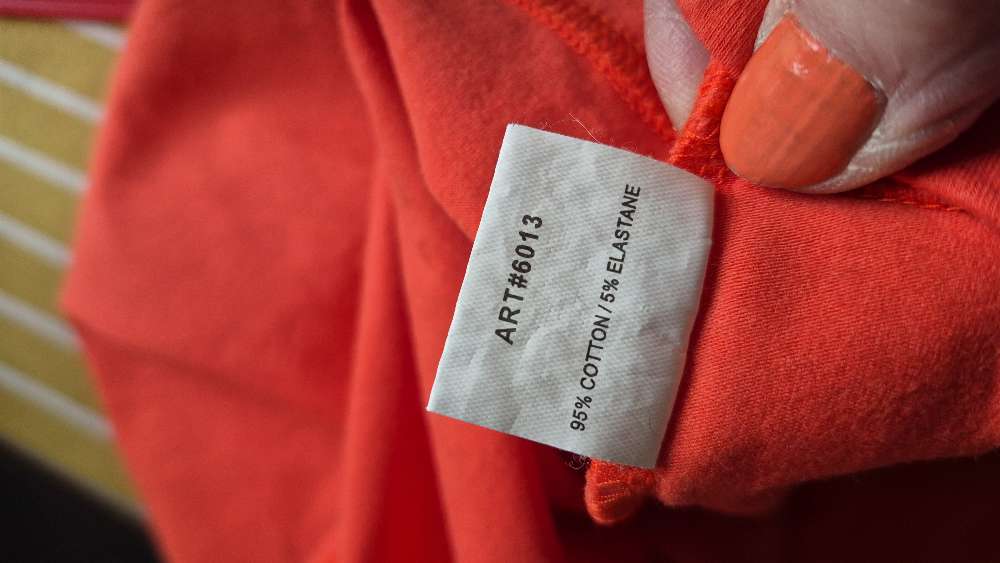 ART#6013
95% COTTON / 5% ELASTANE